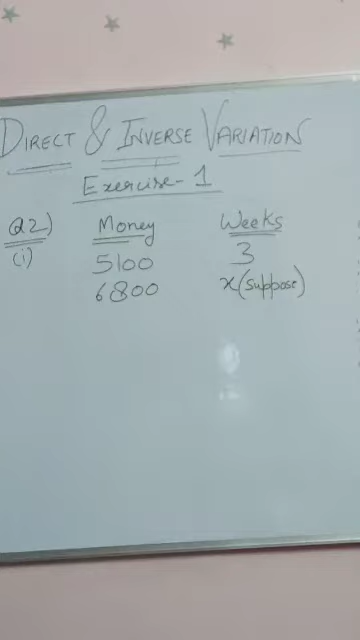 DIRECT & INVERSE VARIATION
Exercise-1
Q2) Money Weeks
(i) 5100 3
6800 x (Suppose)